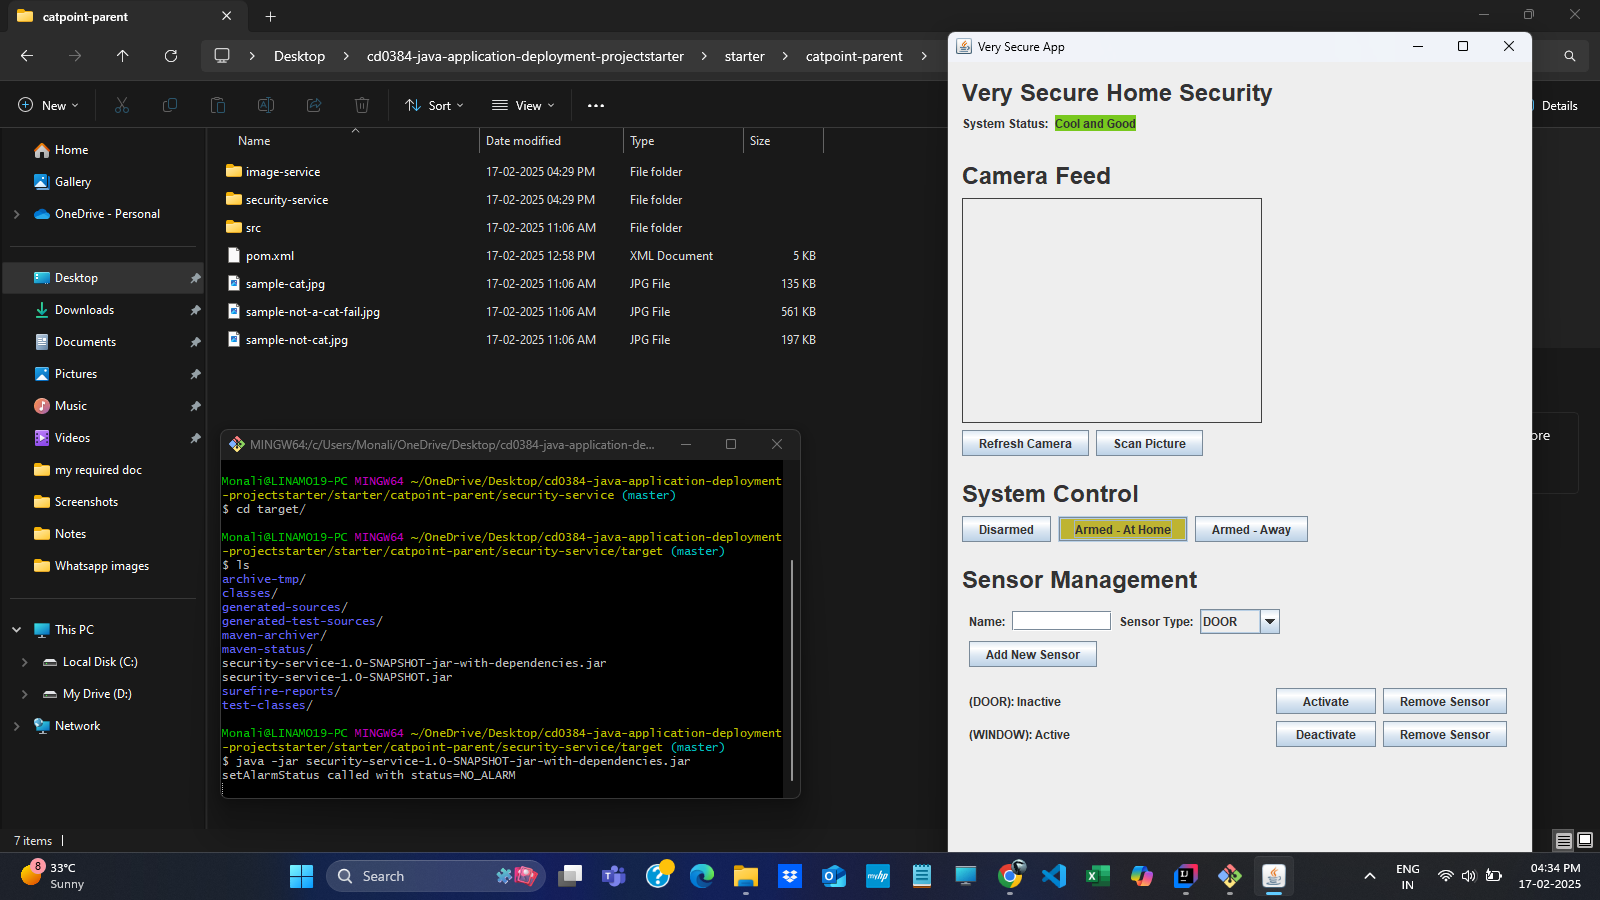 catpoint-parent
Desktop
cd0384-java-application-deployment-projectstarter
starter
catpoint-parent
New
Sort
View
Details
Name
Date modified
Type
Size
image-service 17-02-2025 04:29 PM File folder
security-service 17-02-2025 04:29 PM File folder
src 17-02-2025 11:06 AM File folder
pom.xml 17-02-2025 12:58 PM XML Document 5 KB
sample-cat.jpg 17-02-2025 11:06 AM JPG File 135 KB
sample-not-a-cat-fail.jpg 17-02-2025 11:06 AM JPG File 561 KB
sample-not-cat.jpg 17-02-2025 11:06 AM JPG File 197 KB
Home
Gallery
OneDrive - Personal
Desktop
Downloads
Documents
Pictures
Music
Videos
my required doc
Screenshots
Notes
Whatsapp images
This PC
Local Disk (C:)
My Drive (D:)
Network
7 items
MINGW64:/c/Users/Monali/OneDrive/Desktop/cd0384-java-application-de...
Monali@LINAMO19-PC MINGW64 ~/OneDrive/Desktop/cd0384-java-application-deployment
-projectstarter/starter/catpoint-parent/security-service (master)
$ cd target/
Monali@LINAMO19-PC MINGW64 ~/OneDrive/Desktop/cd0384-java-application-deployment
-projectstarter/starter/catpoint-parent/security-service/target (master)
$ ls
archive-tmp/
classes/
generated-sources/
generated-test-sources/
maven-archiver/
maven-status/
security-service-1.0-SNAPSHOT-jar-with-dependencies.jar
security-service-1.0-SNAPSHOT.jar
surefire-reports/
test-classes/
Monali@LINAMO19-PC MINGW64 ~/OneDrive/Desktop/cd0384-java-application-deployment
-projectstarter/starter/catpoint-parent/security-service/target (master)
$ java -jar security-service-1.0-SNAPSHOT-jar-with-dependencies.jar
setAlarmStatus called with status=NO_ALARM
Very Secure App
Very Secure Home Security
System Status: Cool and Good
Camera Feed
Refresh Camera
Scan Picture
System Control
Disarmed
Armed - At Home
Armed - Away
Sensor Management
Name:
Sensor Type: DOOR
Add New Sensor
(DOOR): Inactive
Activate
Remove Sensor
(WINDOW): Active
Deactivate
Remove Sensor
ore
8
33°C
Sunny
Search
myhp
ENG
IN
04:34 PM
17-02-2025